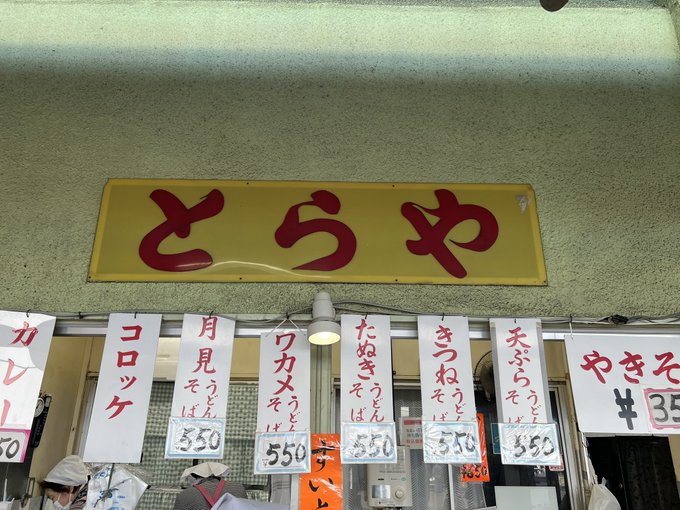 とらや
カレー
50
コロッケ
月見うどんそば
550
ワカメうどんそば
550
たぬきうどんそば
550
きつねうどんそば
550
天ぷらうどんそば
550
やきそ
¥35